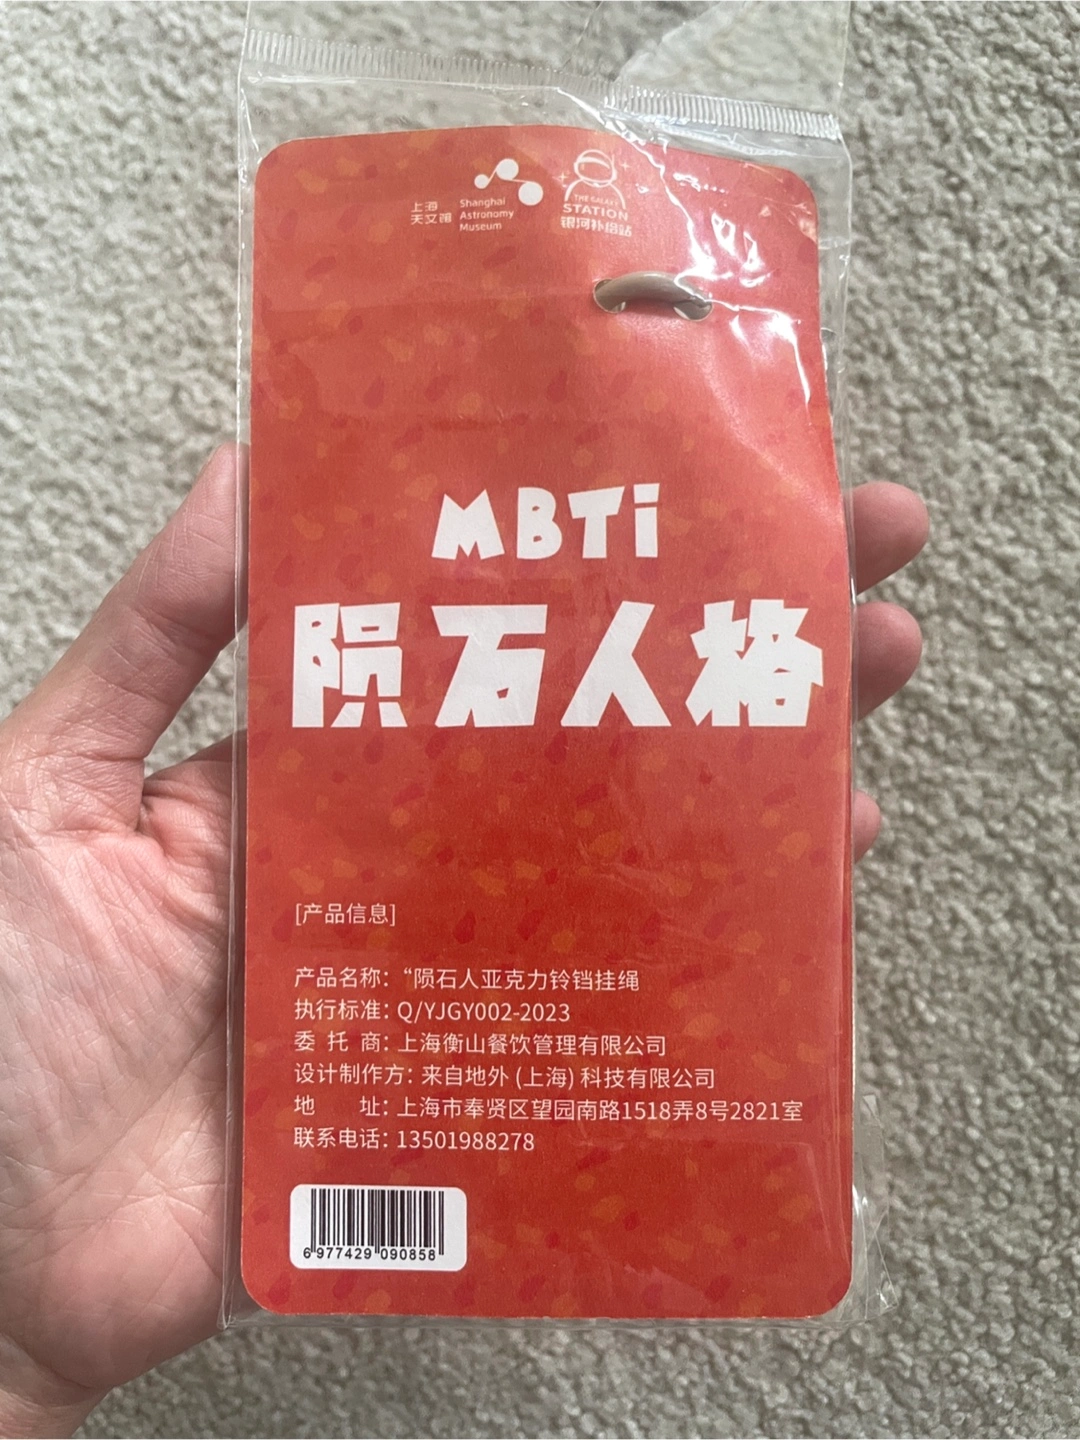 上海
天文馆
Shanghai
Astronomy
Museum
THE GALAXY
STATION
银河补给站
MBTi
陨石人格
[产品信息]
产品名称：“陨石人亚克力铃铛挂绳
执行标准：Q/YJGY002-2023
委 托 商：上海衡山餐饮管理有限公司
设计制作方：来自地外 (上海) 科技有限公司
地 址：上海市奉贤区望园南路1518弄8号2821室
联系电话：13501988278
6 977429 090858